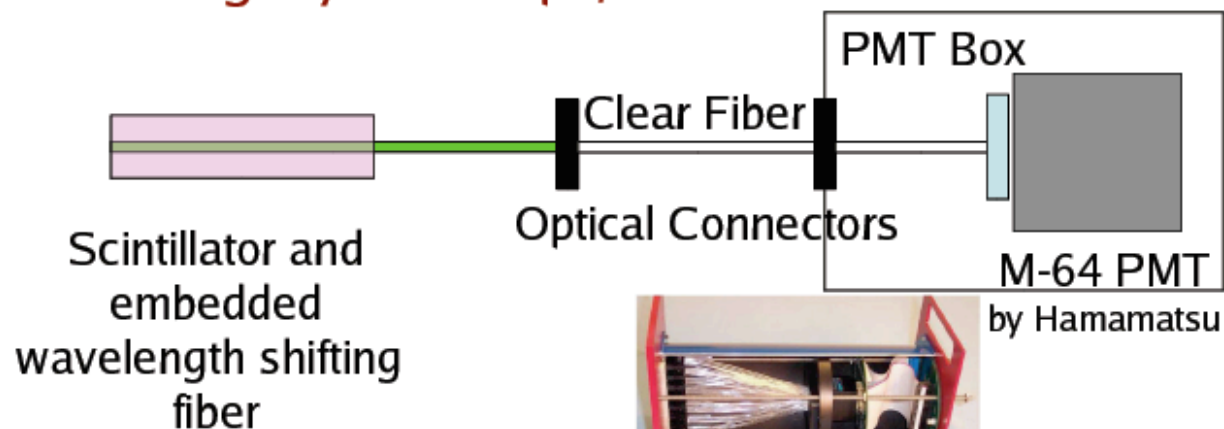 PMT Box
Clear Fiber
Optical Connectors
Scintillator and
embedded
wavelength shifting
fiber
M-64 PMT
by Hamamatsu